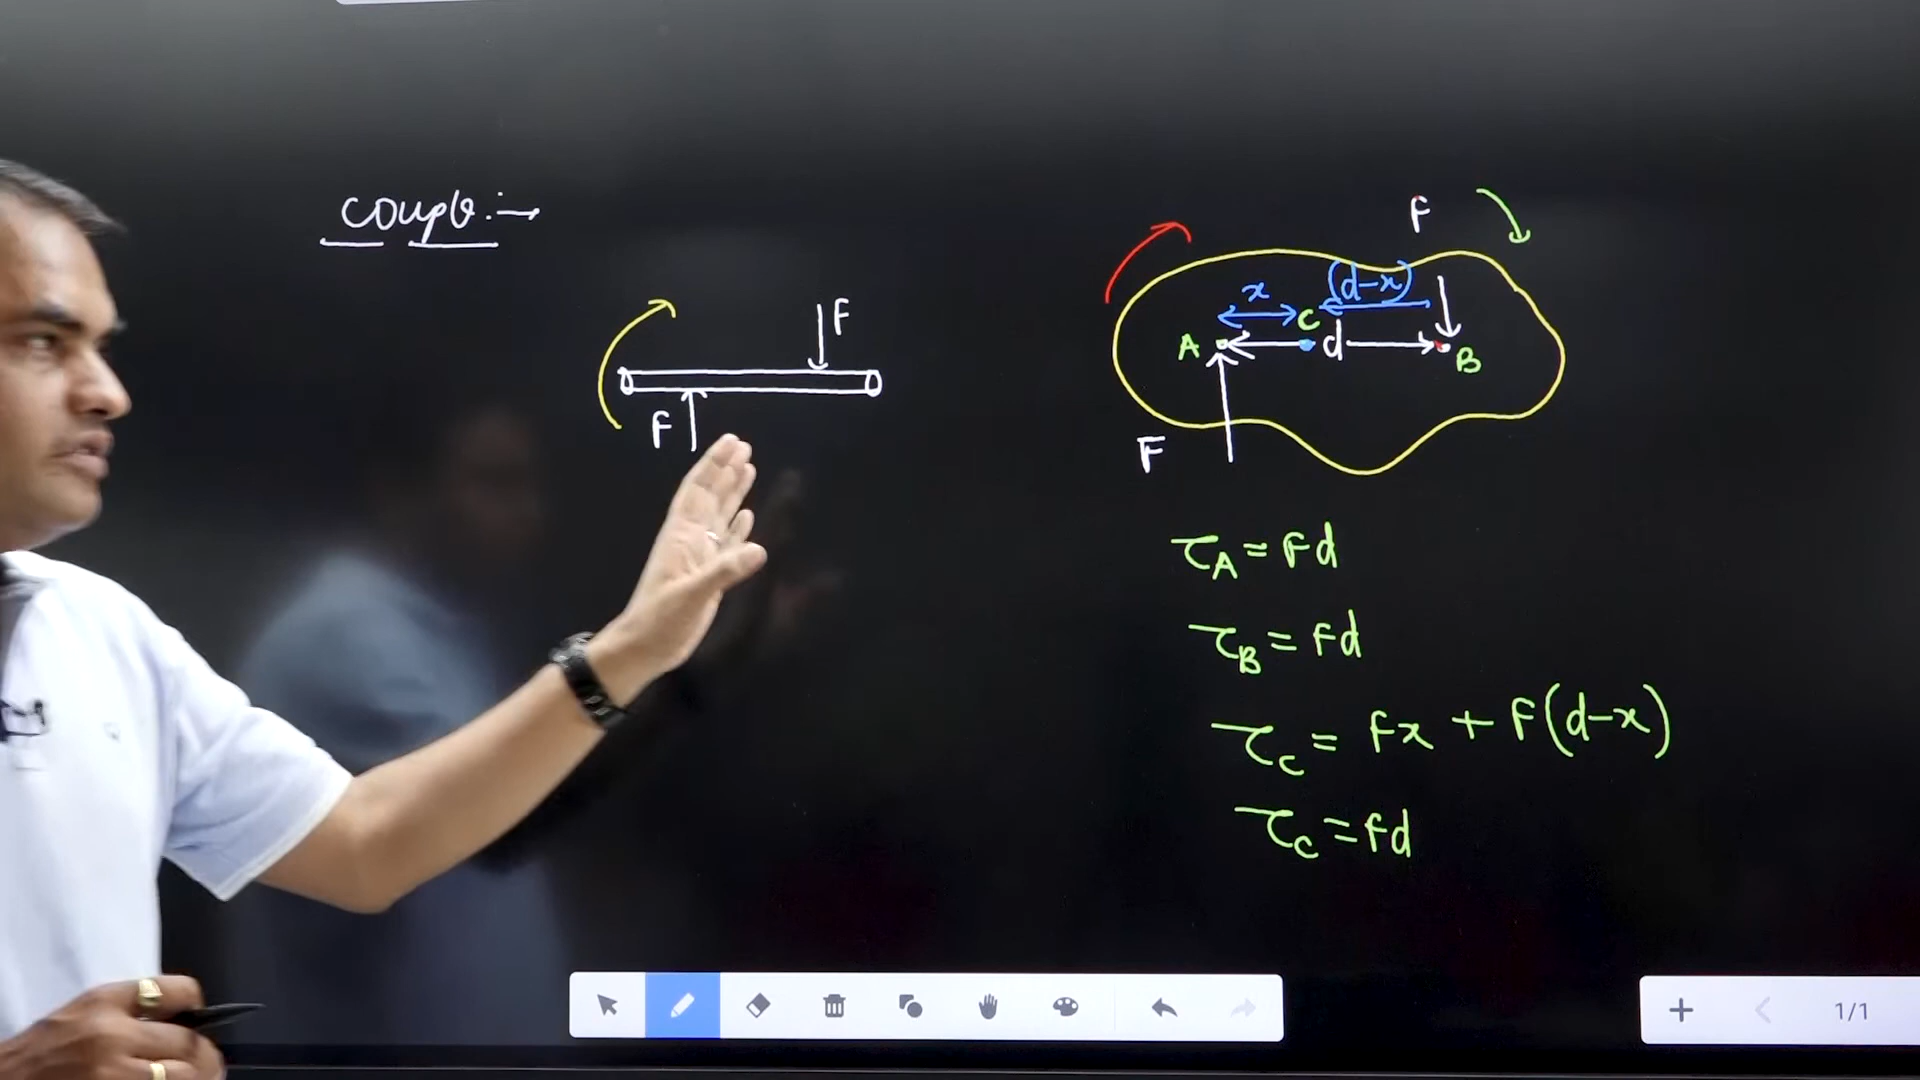 couple:→
F
F
F
x
(d-x)
C
A
d
B
F
τA = Fd
τB = Fd
τC = Fx + F(d-x)
τC = Fd
1/1